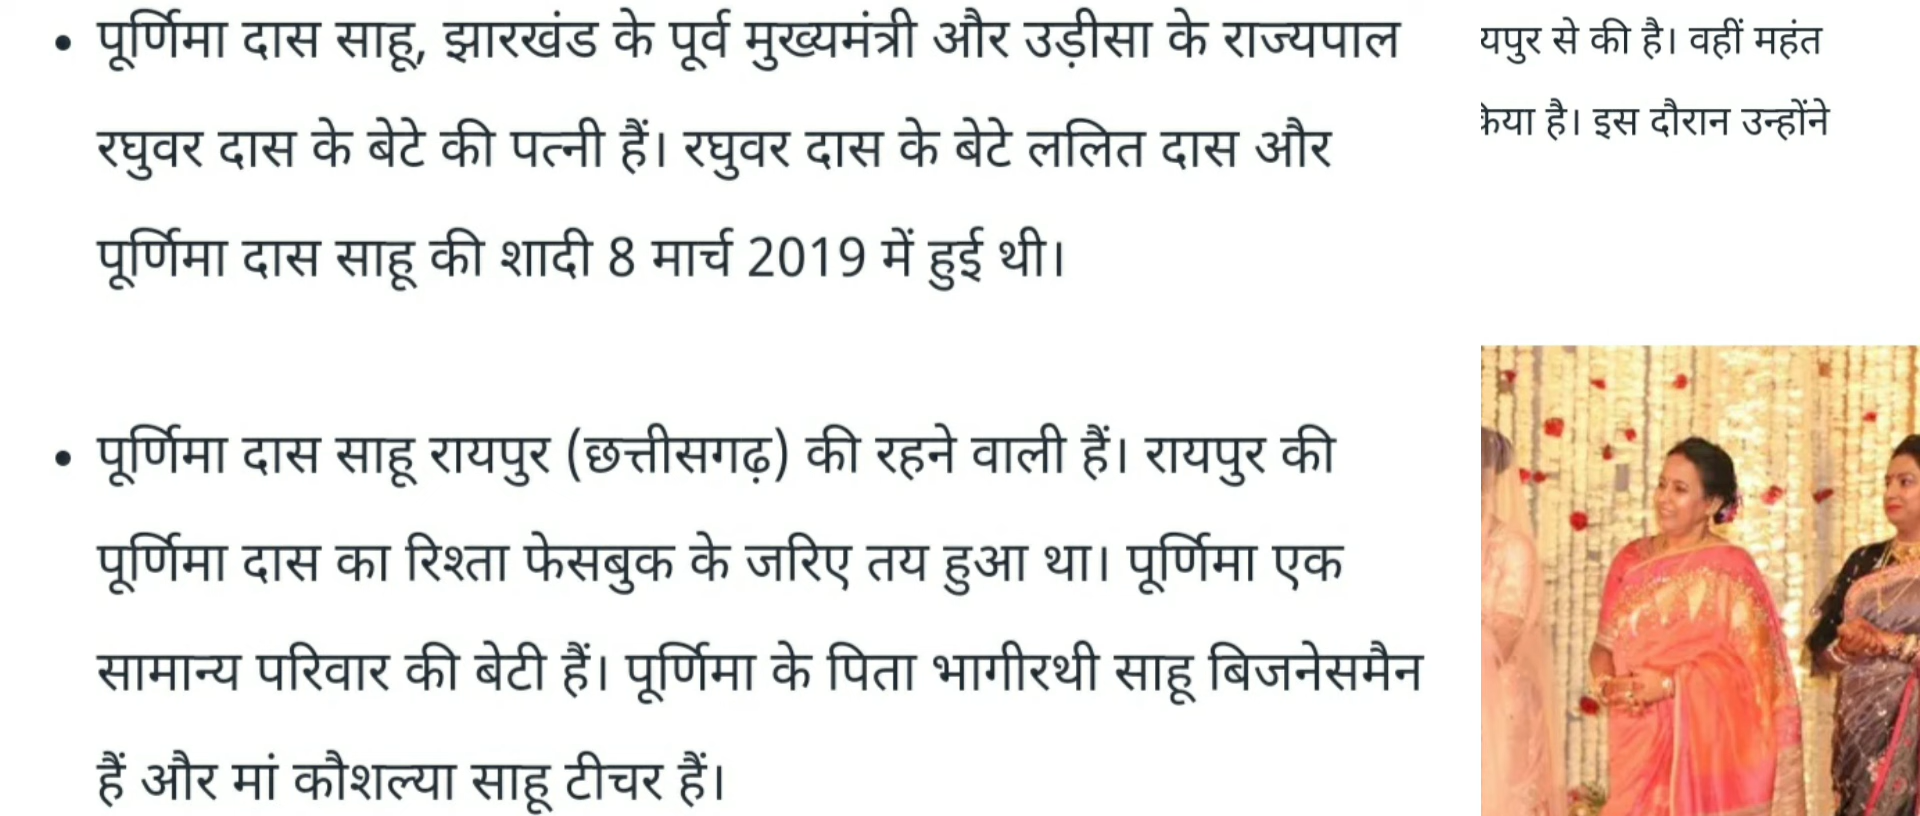 • पूर्णिमा दास साहू, झारखंड के पूर्व मुख्यमंत्री और उड़ीसा के राज्यपाल
रघुवर दास के बेटे की पत्नी हैं। रघुवर दास के बेटे ललित दास और
पूर्णिमा दास साहू की शादी 8 मार्च 2019 में हुई थी।
• पूर्णिमा दास साहू रायपुर (छत्तीसगढ़) की रहने वाली हैं। रायपुर की
पूर्णिमा दास का रिश्ता फेसबुक के जरिए तय हुआ था। पूर्णिमा एक
सामान्य परिवार की बेटी हैं। पूर्णिमा के पिता भागीरथी साहू बिजनेसमैन
हैं और मां कौशल्या साहू टीचर हैं।
यपुर से की है। वहीं महंत
है। इस दौरान उन्होंने